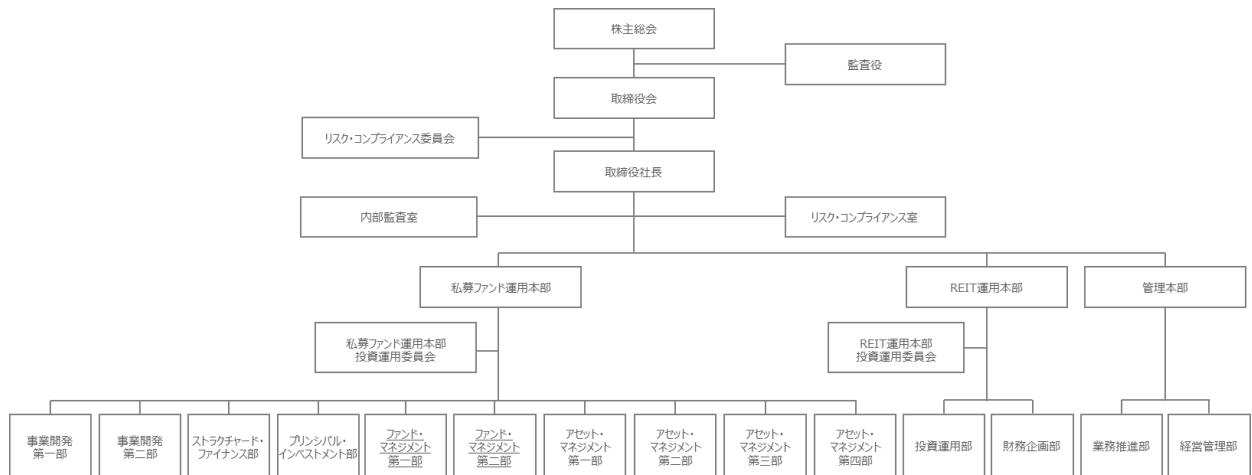 株主総会
監査役
取締役会
リスク・コンプライアンス委員会
取締役社長
内部監査室
リスク・コンプライアンス室
私募ファンド運用本部
REIT運用本部
管理本部
私募ファンド運用本部
投資運用委員会
REIT運用本部
投資運用委員会
事業開発
第一部
事業開発
第二部
ストラクチャード・
ファイナンス部
プリンシパル・
インベストメント部
ファンド・
マネジメント
第一部
ファンド・
マネジメント
第二部
アセット・
マネジメント
第一部
アセット・
マネジメント
第二部
アセット・
マネジメント
第三部
アセット・
マネジメント
第四部
投資運用部
財務企画部
業務推進部
経営管理部